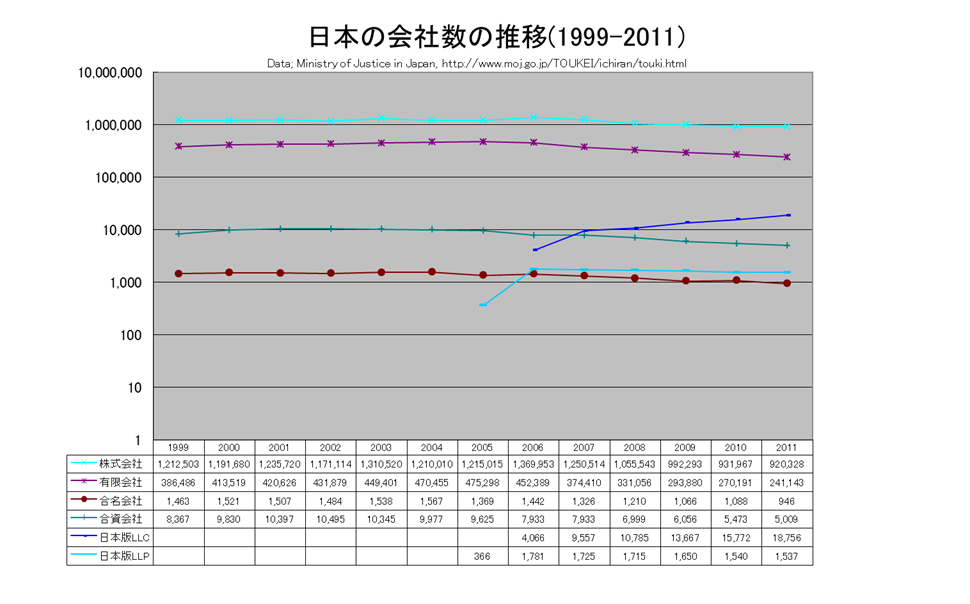 日本の会社数の推移(1999-2011)
Data; Ministry of Justice in Japan, http://www.moj.go.jp/TOUKEI/ichiran/touki.html
10,000,000
1,000,000
100,000
10,000
1,000
100
10
1
1999 2000 2001 2002 2003 2004 2005 2006 2007 2008 2009 2010 2011
株式会社 1,212,503 1,191,680 1,235,720 1,171,114 1,310,520 1,210,010 1,215,015 1,369,953 1,250,514 1,055,543 992,293 931,967 920,328
有限会社 386,486 413,519 420,626 431,879 449,401 470,455 475,298 452,389 374,410 331,056 293,880 270,191 241,143
合名会社 1,463 1,521 1,507 1,484 1,538 1,567 1,369 1,442 1,326 1,210 1,066 1,088 946
合資会社 8,367 9,830 10,397 10,495 10,345 9,977 9,625 7,933 7,933 6,999 6,056 5,473 5,009
日本版LLC 4,066 9,557 10,785 13,667 15,772 18,756
日本版LLP 366 1,781 1,725 1,715 1,650 1,540 1,537